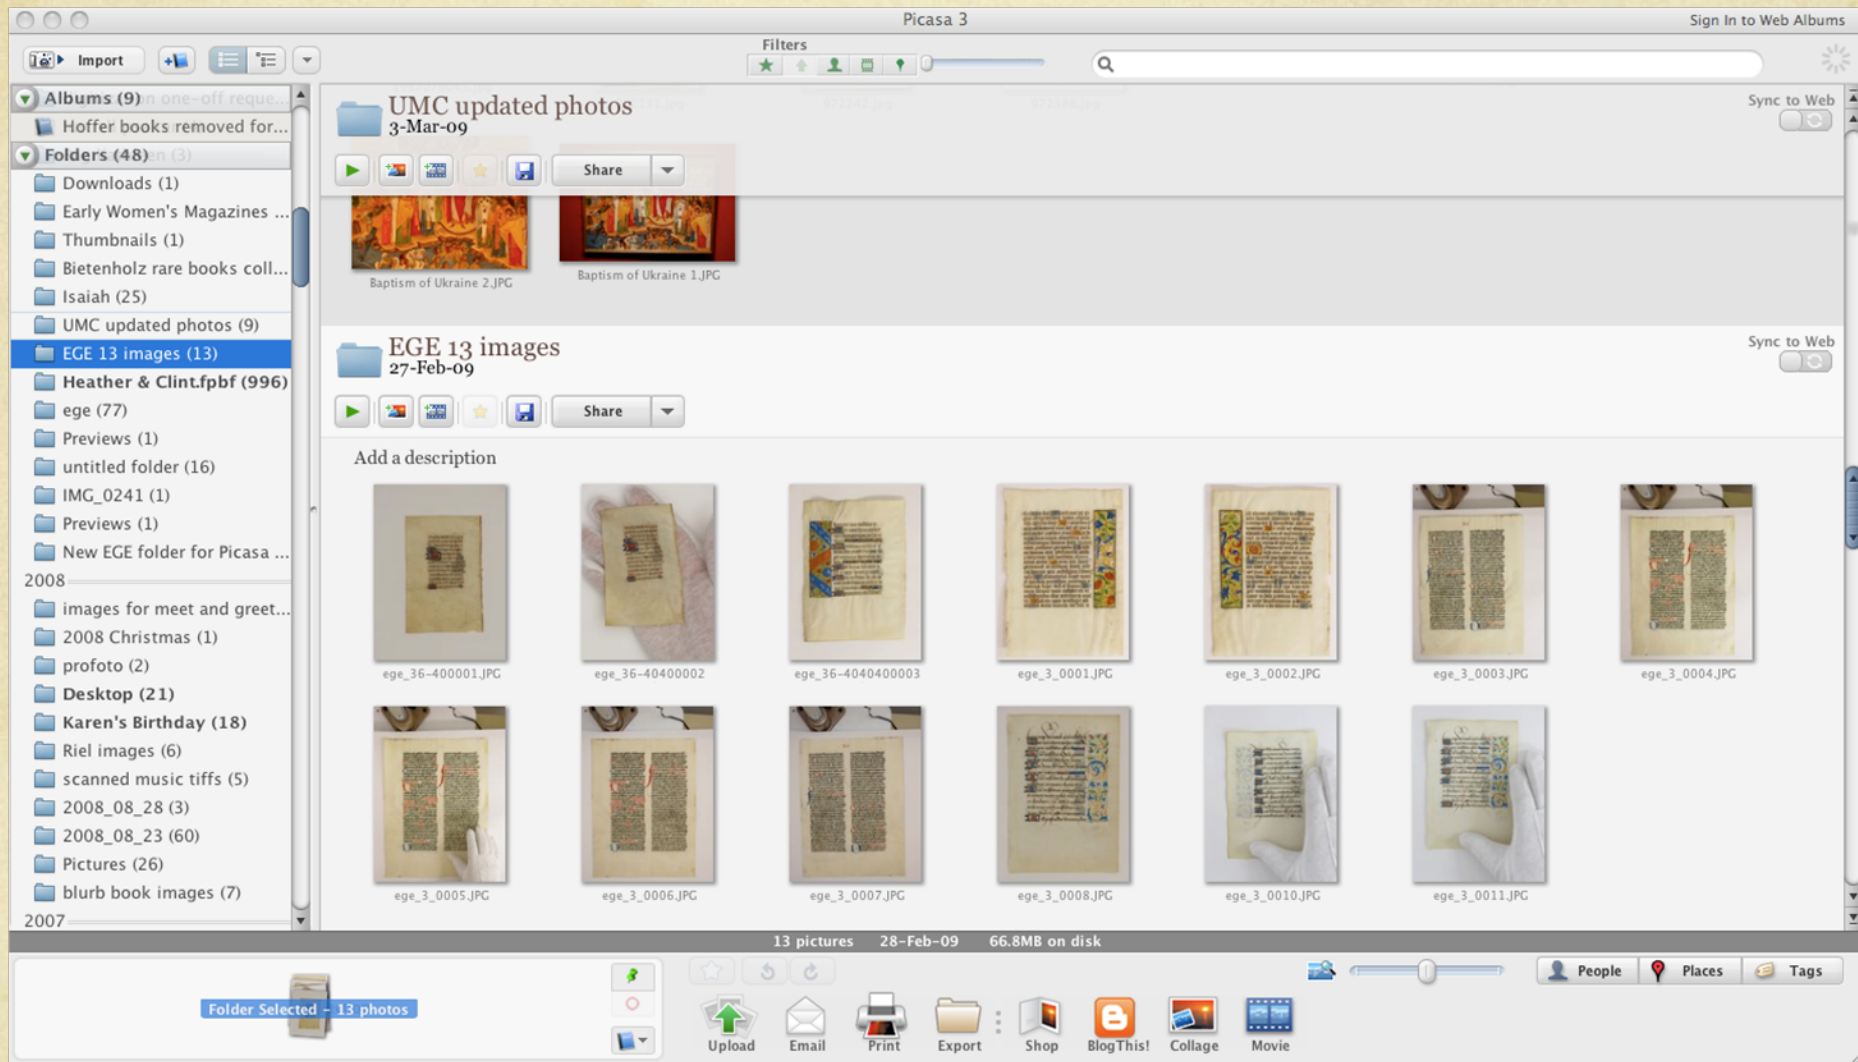 Picasa 3
Sign In to Web Albums
Import
Filters
Albums (9)
Hoffer books removed for...
Folders (48)
Downloads (1)
Early Women's Magazines ...
Thumbnails (1)
Bietenholz rare books coll...
Isaiah (25)
UMC updated photos (9)
EGE 13 images (13)
Heather & Clint.fpbf (996)
ege (77)
Previews (1)
untitled folder (16)
IMG_0241 (1)
Previews (1)
New EGE folder for Picasa ...
2008
images for meet and greet...
2008 Christmas (1)
profoto (2)
Desktop (21)
Karen's Birthday (18)
Riel images (6)
scanned music tiffs (5)
2008_08_28 (3)
2008_08_23 (60)
Pictures (26)
blurb book images (7)
2007
UMC updated photos
3-Mar-09
Sync to Web
Share
Baptism of Ukraine 2.JPG
Baptism of Ukraine 1.JPG
EGE 13 images
27-Feb-09
Sync to Web
Share
Add a description
ege_36-400001.JPG
ege_36-40400002
ege_36-4040400003
ege_3_0001.JPG
ege_3_0002.JPG
ege_3_0003.JPG
ege_3_0004.JPG
ege_3_0005.JPG
ege_3_0006.JPG
ege_3_0007.JPG
ege_3_0008.JPG
ege_3_0010.JPG
ege_3_0011.JPG
13 pictures 28-Feb-09 66.8MB on disk
Folder Selected - 13 photos
People
Places
Tags
Upload
Email
Print
Export
Shop
BlogThis!
Collage
Movie